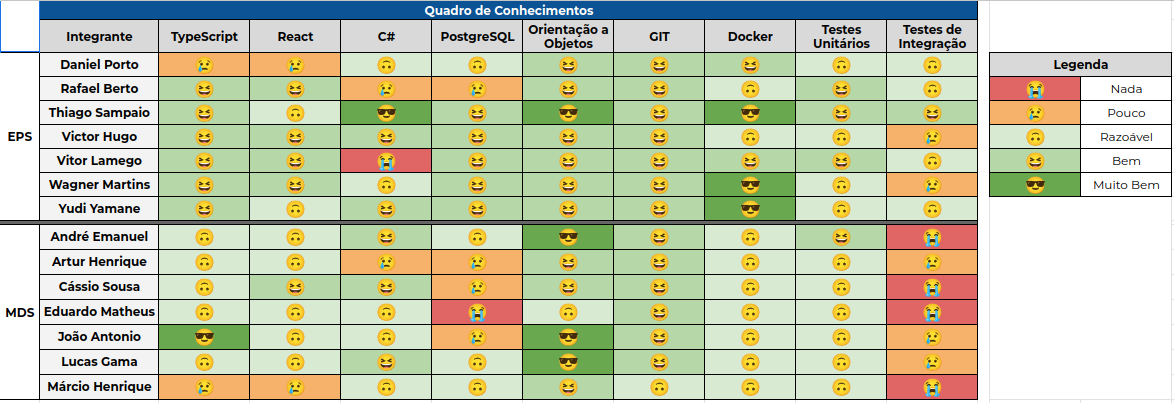 Quadro de Conhecimentos
Integrante TypeScript React C# PostgreSQL Orientação a Objetos GIT Docker Testes Unitários Testes de Integração
EPS
Daniel Porto 😢 😢 🙃 🙃 😆 😆 😆 🙃 🙃
Rafael Berto 😆 😆 😢 😢 😆 😆 🙃 😆 🙃
Thiago Sampaio 😆 🙃 😎 😆 😎 😆 😎 😆 😆
Victor Hugo 😆 😆 😆 😆 😆 😆 🙃 🙃 😢
Vitor Lamego 😆 😆 😭 😆 😆 😆 😆 😆 🙃
Wagner Martins 😆 😆 🙃 😆 😆 😆 😎 🙃 😢
Yudi Yamane 😆 🙃 😆 😆 😆 😆 😎 🙃 🙃
MDS
André Emanuel 🙃 🙃 😆 🙃 😎 😆 🙃 😆 😭
Artur Henrique 🙃 🙃 😢 😢 😆 😆 🙃 🙃 😢
Cássio Sousa 🙃 😆 😆 😢 😆 😆 🙃 🙃 😭
Eduardo Matheus 🙃 🙃 🙃 😭 🙃 😆 🙃 🙃 😭
João Antonio 😎 🙃 🙃 😢 😎 😆 🙃 🙃 😢
Lucas Gama 🙃 🙃 😆 🙃 😎 😆 🙃 🙃 😢
Márcio Henrique 😢 😢 🙃 🙃 😆 🙃 🙃 🙃 😭
Legenda
😭 Nada
😢 Pouco
🙃 Razoável
😆 Bem
😎 Muito Bem